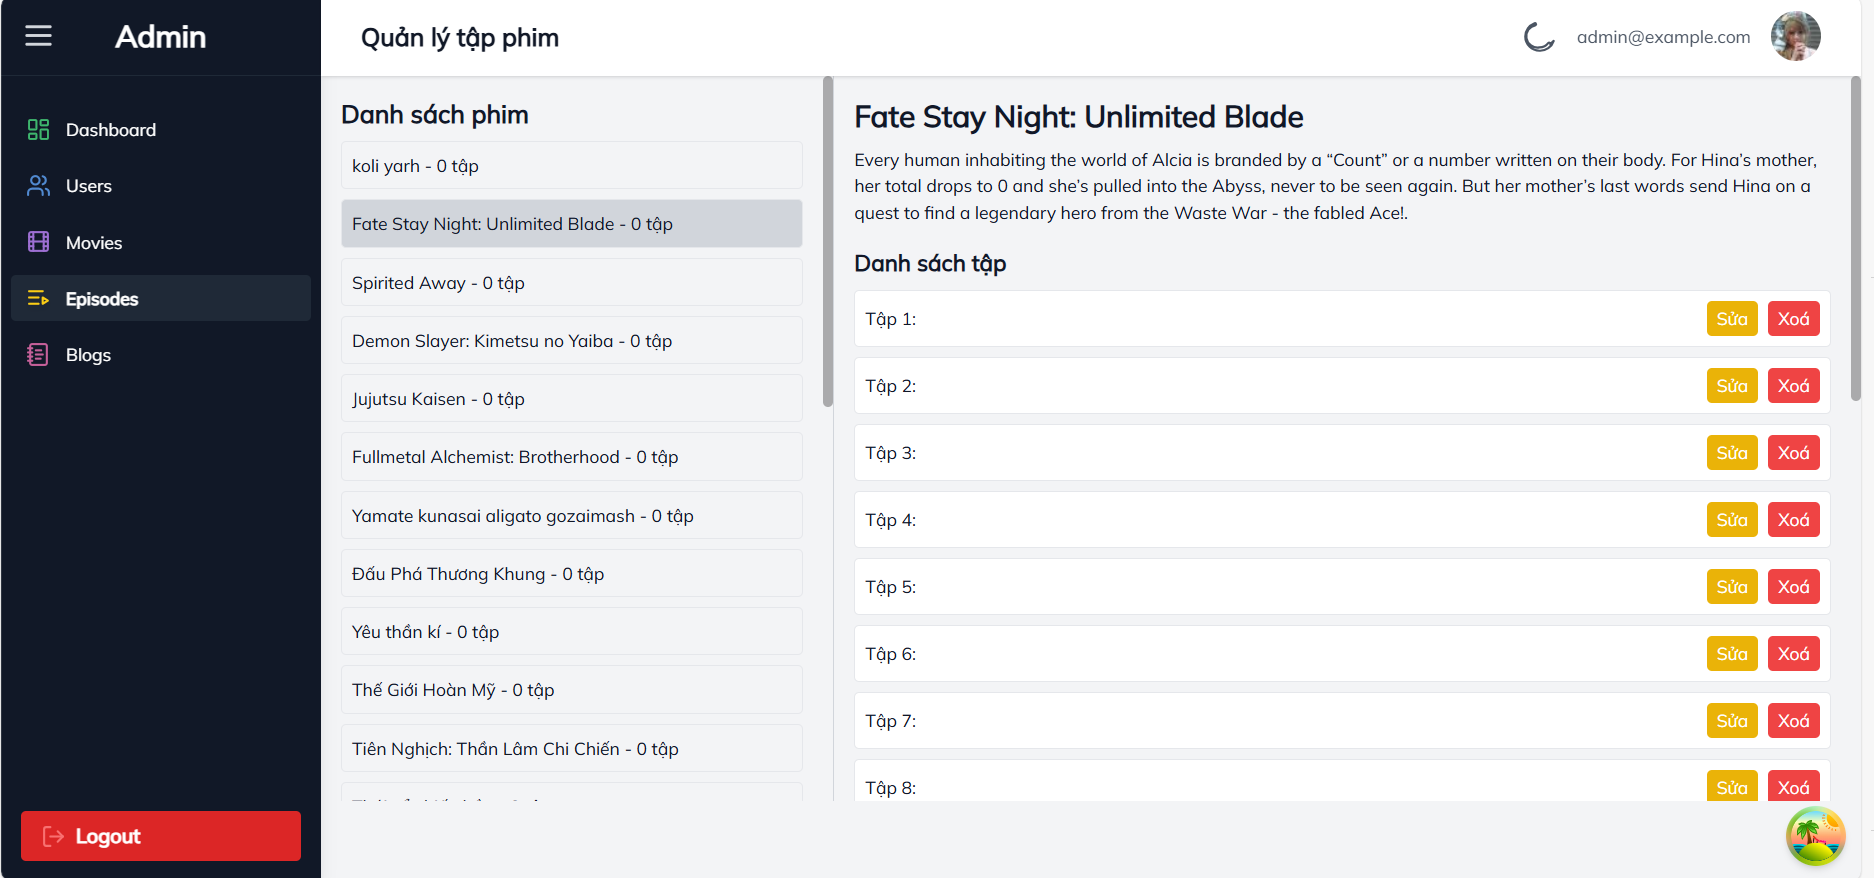 Admin
Quản lý tập phim
admin@example.com
Dashboard
Users
Movies
Episodes
Blogs
Logout
Danh sách phim
koli yarh - 0 tập
Fate Stay Night: Unlimited Blade - 0 tập
Spirited Away - 0 tập
Demon Slayer: Kimetsu no Yaiba - 0 tập
Jujutsu Kaisen - 0 tập
Fullmetal Alchemist: Brotherhood - 0 tập
Yamate kunasai aligato gozaimash - 0 tập
Đấu Phá Thương Khung - 0 tập
Yêu thần kí - 0 tập
Thế Giới Hoàn Mỹ - 0 tập
Tiên Nghịch: Thần Lâm Chi Chiến - 0 tập
Fate Stay Night: Unlimited Blade
Every human inhabiting the world of Alcia is branded by a “Count” or a number written on their body. For Hina’s mother,
her total drops to 0 and she’s pulled into the Abyss, never to be seen again. But her mother’s last words send Hina on a
quest to find a legendary hero from the Waste War - the fabled Ace!.
Danh sách tập
Tập 1: Sửa Xoá
Tập 2: Sửa Xoá
Tập 3: Sửa Xoá
Tập 4: Sửa Xoá
Tập 5: Sửa Xoá
Tập 6: Sửa Xoá
Tập 7: Sửa Xoá
Tập 8: Sửa Xoá